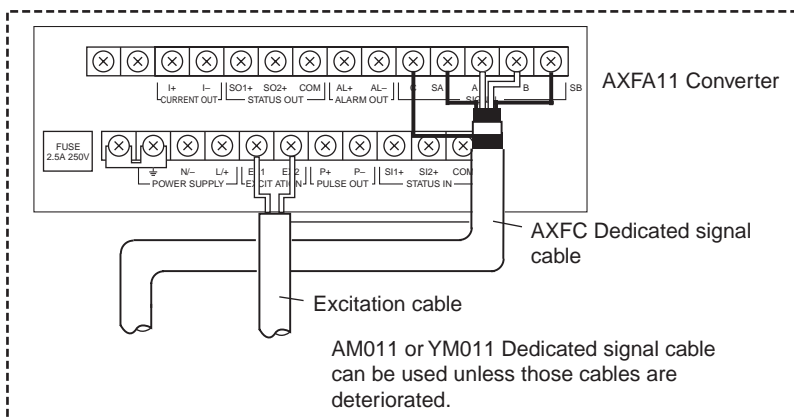 I+ I– SO1+ SO2+ COM AL+ AL– C SA A B SB
CURRENT OUT STATUS OUT ALARM OUT
AXFA11 Converter
FUSE
2.5A 250V
N/– L/+ EX1 EX2 P+ P– SI1+ SI2+ COM
POWER SUPPLY EXCITATION PULSE OUT STATUS IN
AXFC Dedicated signal
cable
Excitation cable
AM011 or YM011 Dedicated signal cable
can be used unless those cables are
deteriorated.